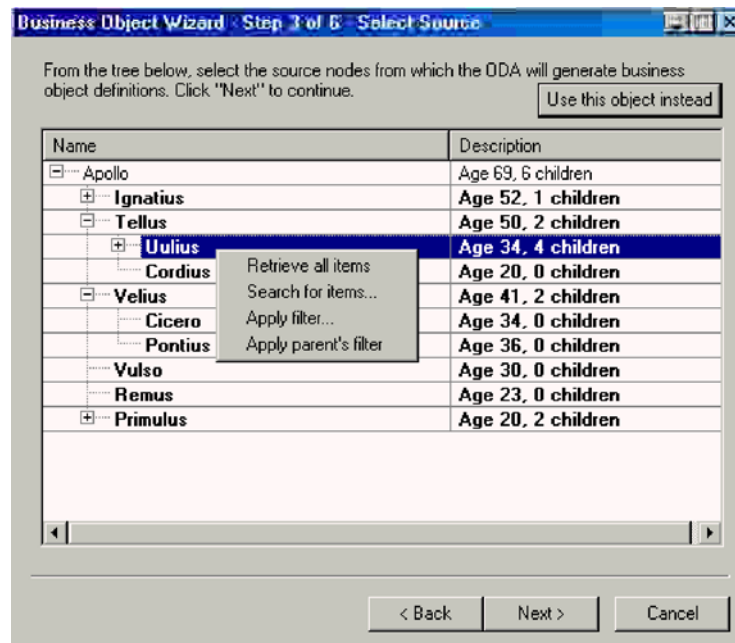 Business Object Wizard - Step 3 of 6 - Select Source
From the tree below, select the source nodes from which the ODA will generate business
object definitions. Click "Next" to continue.
Use this object instead
Name Description
Apollo Age 69, 6 children
Ignatius Age 52, 1 children
Tellus Age 50, 2 children
Uulius Age 34, 4 children
Cordius Age 20, 0 children
Retrieve all items
Search for items...
Apply filter...
Apply parent's filter
Velius Age 41, 2 children
Cicero Age 34, 0 children
Pontius Age 36, 0 children
Vulso Age 30, 0 children
Remus Age 23, 0 children
Primulus Age 20, 2 children
< Back Next > Cancel